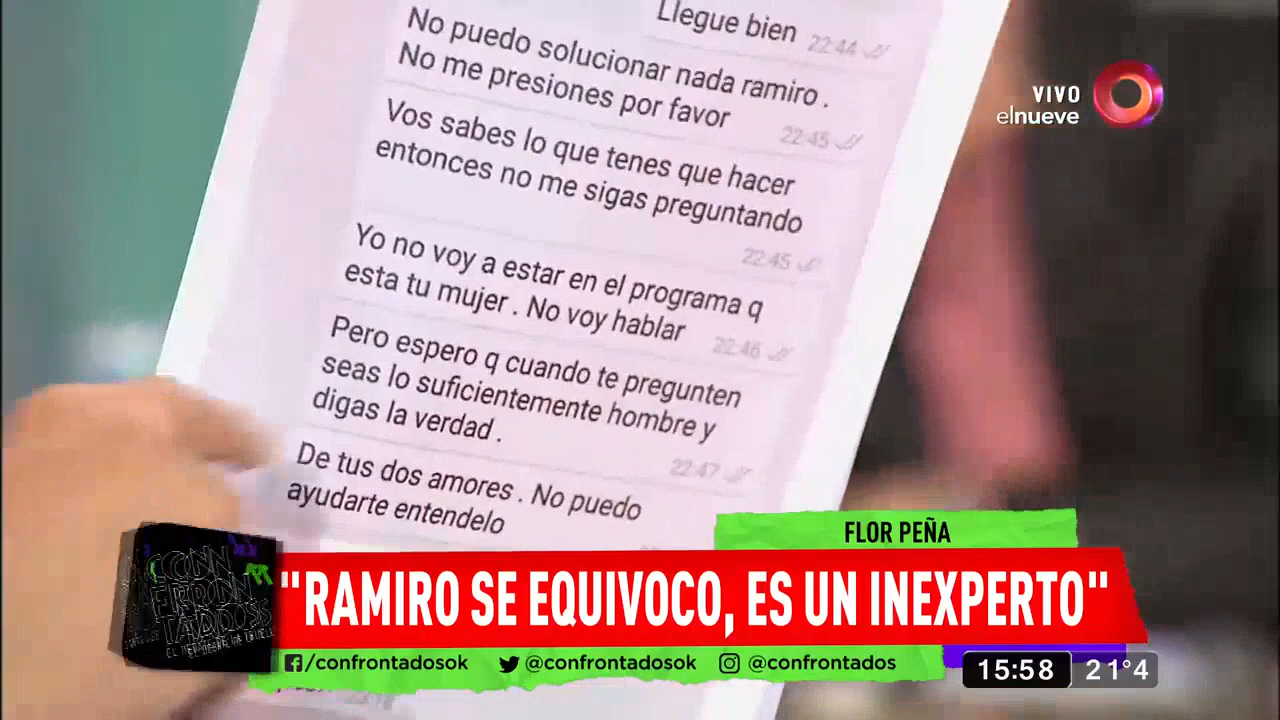 Llegue bien 22:44
No puedo solucionar nada ramiro .
No me presiones por favor
22:45
Vos sabes lo que tenes que hacer
entonces no me sigas preguntando
22:45
Yo no voy a estar en el programa q
esta tu mujer . No voy hablar
22:46
Pero espero q cuando te pregunten
seas lo suficientemente hombre y
digas la verdad .
22:47
De tus dos amores . No puedo
ayudarte entendelo
VIVO
elnueve
FLOR PEÑA
"RAMIRO SE EQUIVOCO, ES UN INEXPERTO"
CONFRONTADOS
/confrontadosok @confrontadosok @confrontados
15:58 21°4